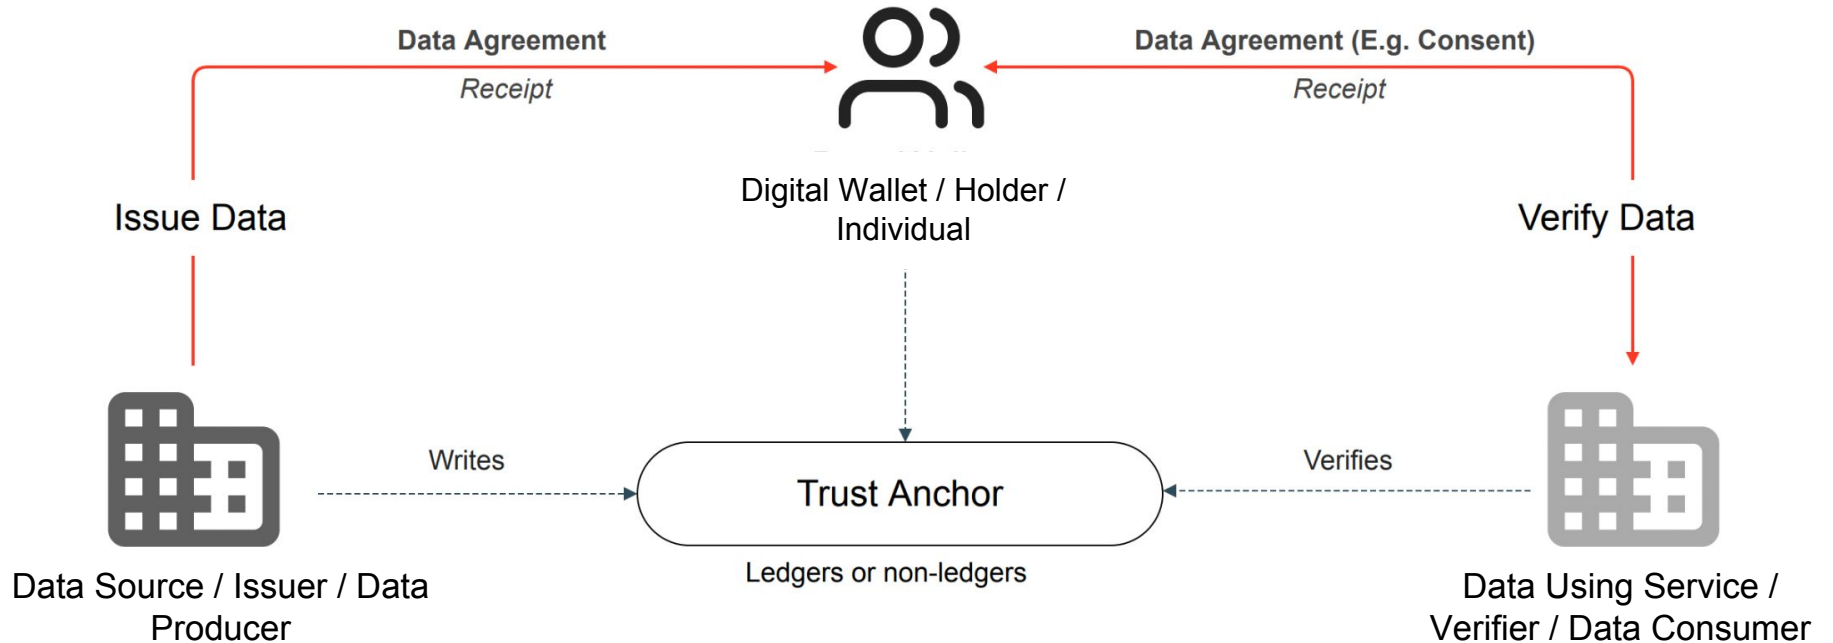 Data Agreement
Receipt
Data Agreement (E.g. Consent)
Receipt
Digital Wallet / Holder /
Individual
Issue Data
Verify Data
Writes
Trust Anchor
Verifies
Ledgers or non-ledgers
Data Source / Issuer / Data
Producer
Data Using Service /
Verifier / Data Consumer